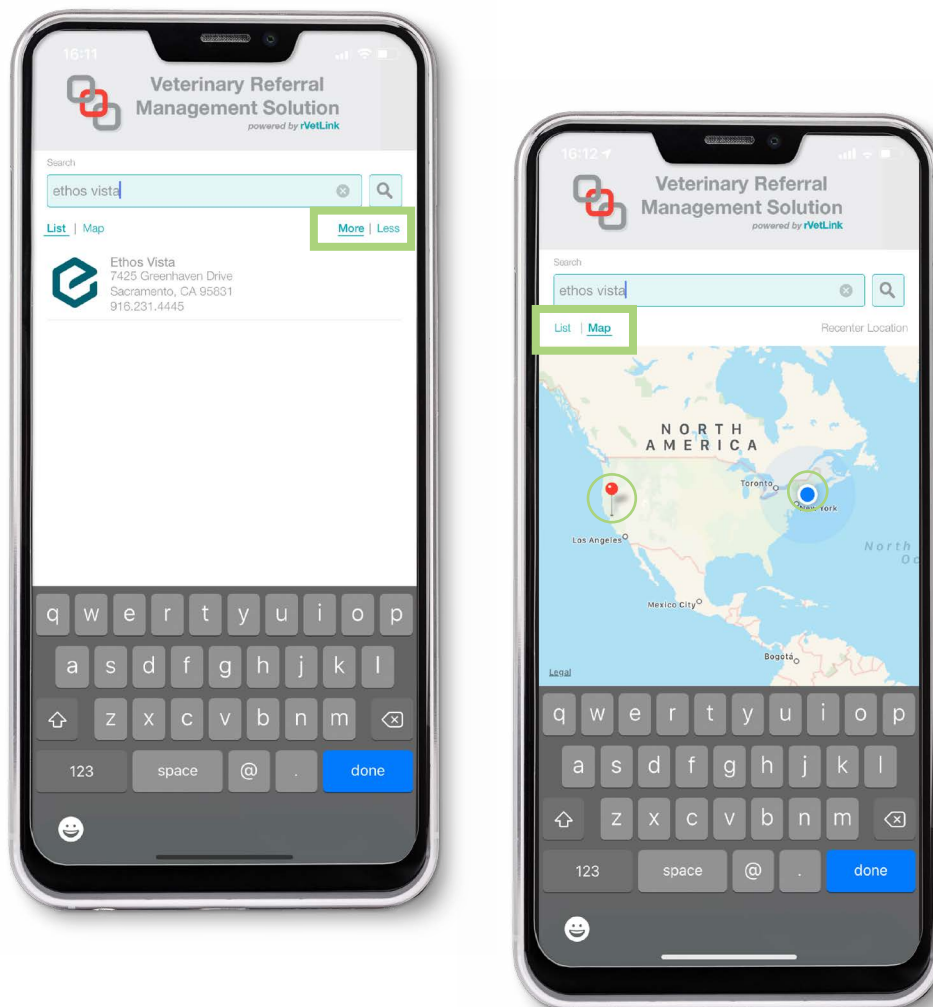 16:11
Veterinary Referral
Management Solution
powered by rVetLink
Search
ethos vista
List | Map
More | Less
Ethos Vista
7425 Greenhaven Drive
Sacramento, CA 95831
916.231.4445
q w e r t y u i o p
a s d f g h j k l
z x c v b n m
123 space @ . done
16:12
Veterinary Referral
Management Solution
powered by rVetLink
Search
ethos vista
List | Map
Recenter Location
NORTH
AMERICA
Toronto
New York
Los Angeles
North
Oc
Mexico City
Bogotá
Legal
q w e r t y u i o p
a s d f g h j k l
z x c v b n m
123 space @ . done